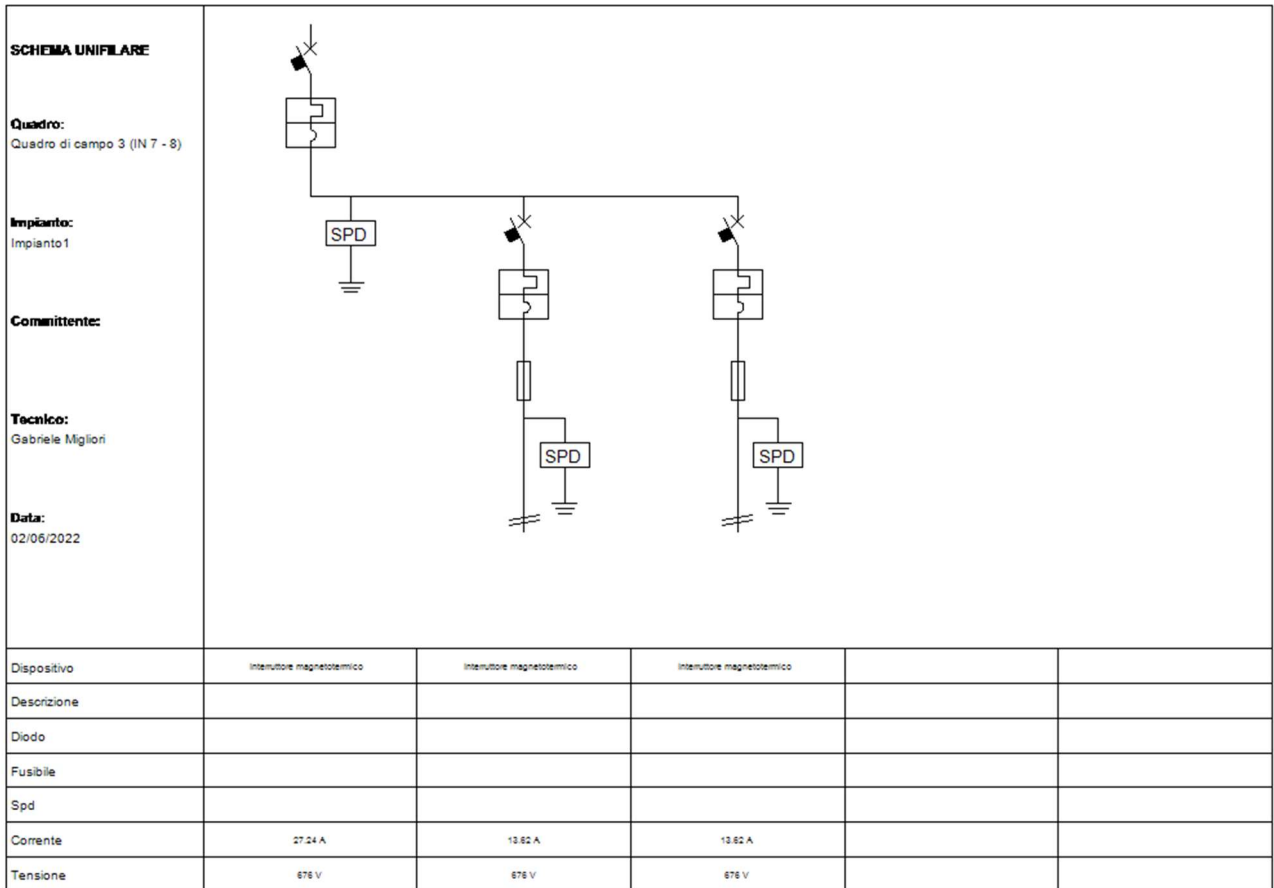 SCHEMA UNIFILARE
Quadro:
Quadro di campo 3 (IN 7 - 8)
Impianto:
Impianto1
Committente:
Tecnico:
Gabriele Migliori
Data:
02/06/2022
SPD
SPD
SPD
Dispositivo
Interruttore magnetotermico
Interruttore magnetotermico
Interruttore magnetotermico
Descrizione
Diodo
Fusibile
Spd
Corrente
27.24 A
13.62 A
13.62 A
Tensione
676 V
676 V
676 V